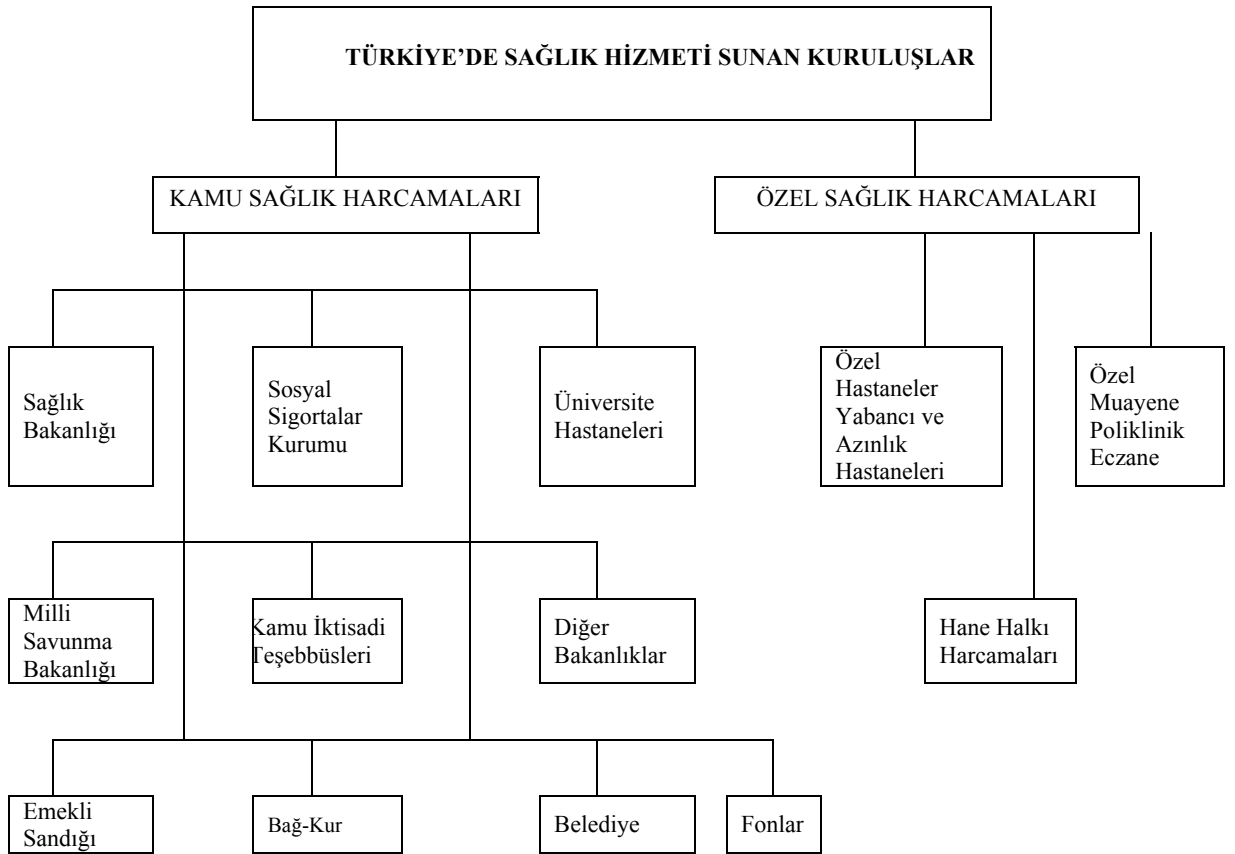 TÜRKİYE’DE SAĞLIK HİZMETİ SUNAN KURULUŞLAR
KAMU SAĞLIK HARCAMALARI
ÖZEL SAĞLIK HARCAMALARI
Sağlık
Bakanlığı
Sosyal
Sigortalar
Kurumu
Üniversite
Hastaneleri
Özel
Hastaneler
Yabancı ve
Azınlık
Hastaneleri
Özel
Muayene
Poliklinik
Eczane
Milli
Savunma
Bakanlığı
Kamu İktisadi
Teşebbüsleri
Diğer
Bakanlıklar
Hane Halkı
Harcamaları
Emekli
Sandığı
Bağ-Kur
Belediye
Fonlar